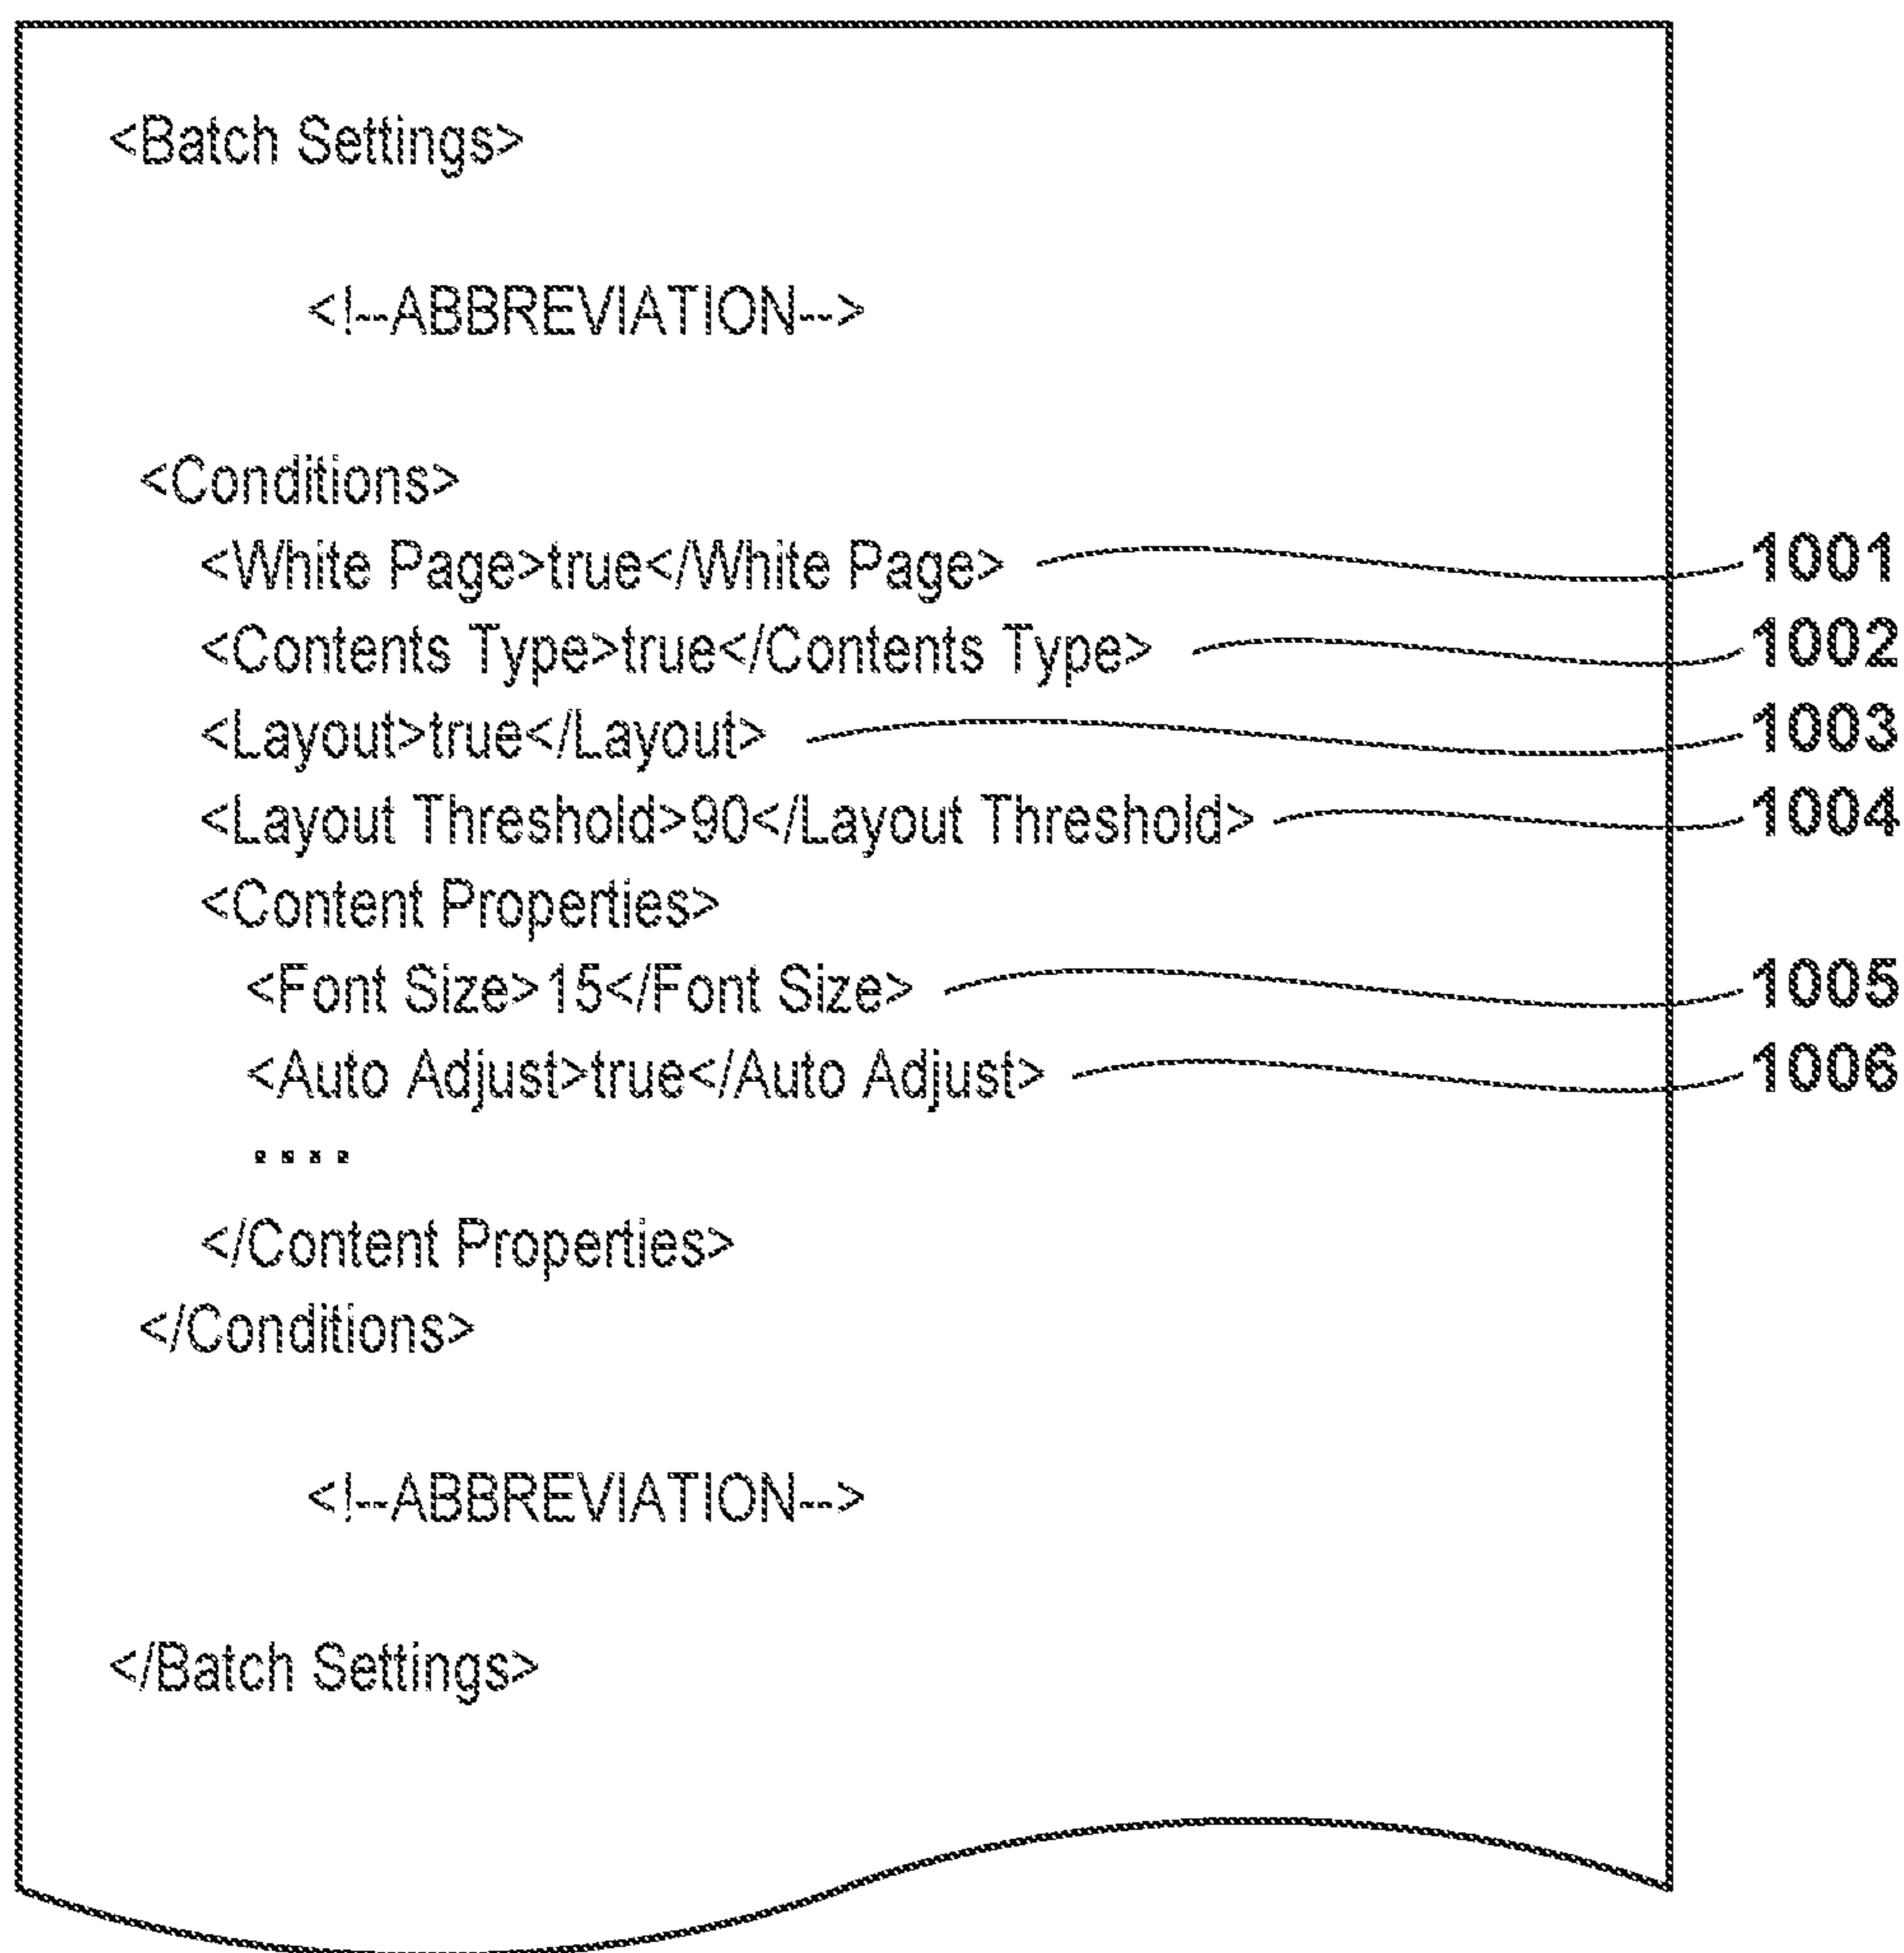 <Batch Settings>
<!--ABBREVIATION-->
<Conditions>
<White Page>true</White Page> 1001
<Contents Type>true</Contents Type> 1002
<Layout>true</Layout> 1003
<Layout Threshold>90</Layout Threshold> 1004
<Content Properties>
<Font Size>15</Font Size> 1005
<Auto Adjust>true</Auto Adjust> 1006
....
</Content Properties>
</Conditions>
<!--ABBREVIATION-->
</Batch Settings>